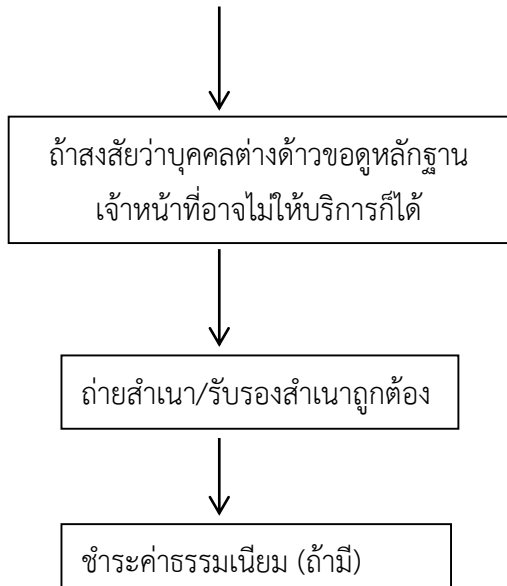 ถ้าสงสัยว่าบุคคลต่างด้าวขอดูหลักฐาน
เจ้าหน้าที่อาจไม่ให้บริการก็ได้
ถ่ายสำเนา/รับรองสำเนาถูกต้อง
ชำระค่าธรรมเนียม (ถ้ามี)